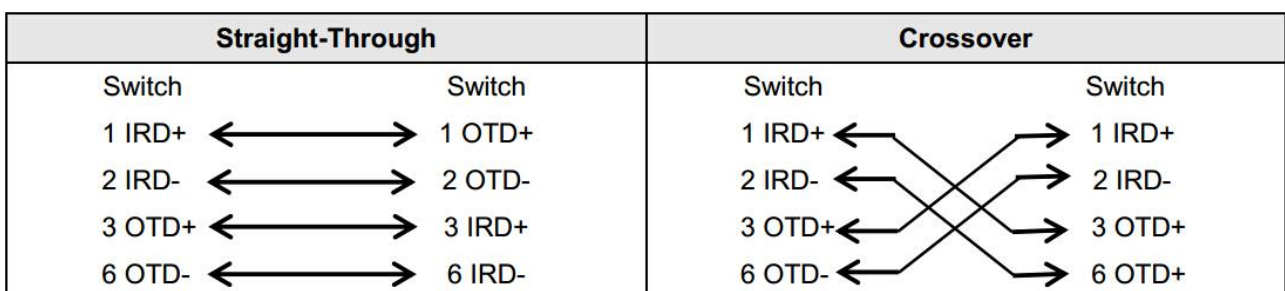 Straight-Through Crossover
Switch Switch Switch Switch
1 IRD+ 1 OTD+ 1 IRD+ 1 IRD+
2 IRD- 2 OTD- 2 IRD- 2 IRD-
3 OTD+ 3 IRD+ 3 OTD+ 3 OTD+
6 OTD- 6 IRD- 6 OTD- 6 OTD+